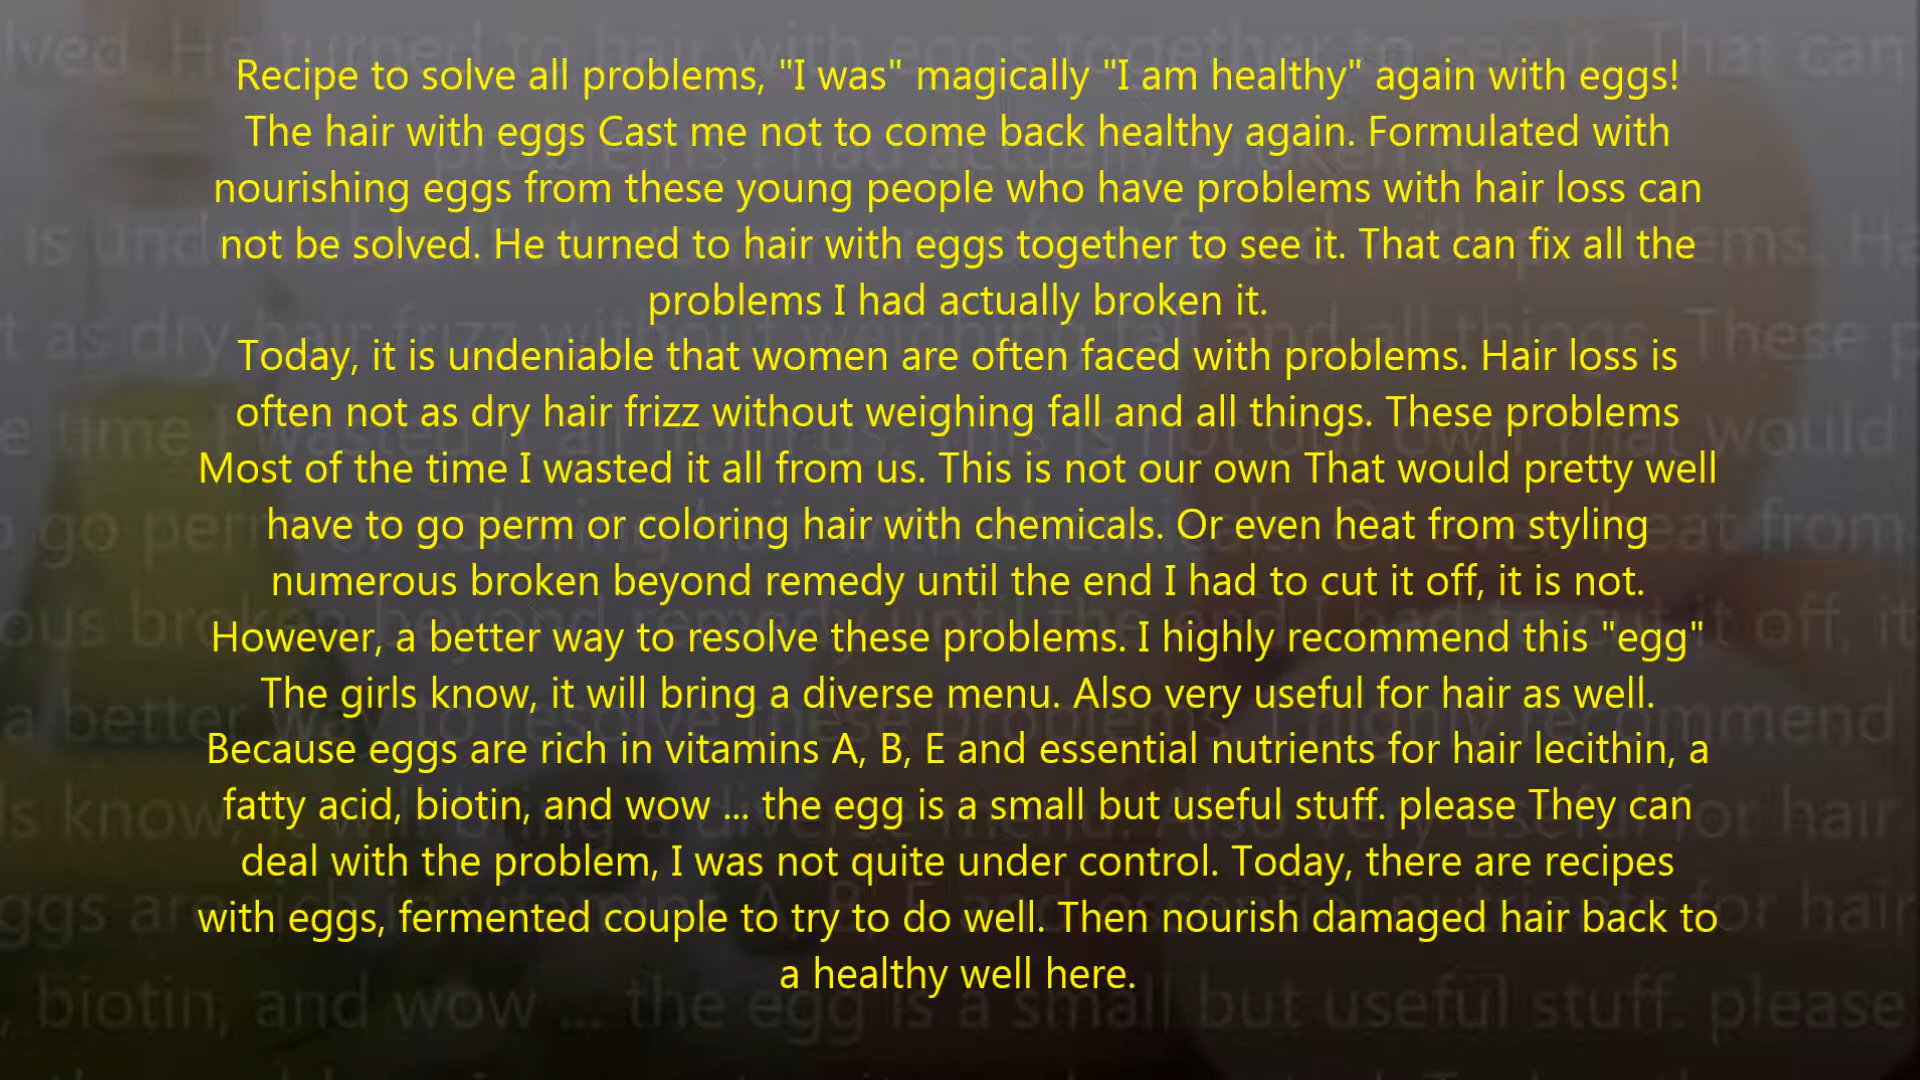 Recipe to solve all problems, "I was" magically "I am healthy" again with eggs!
The hair with eggs Cast me not to come back healthy again. Formulated with
nourishing eggs from these young people who have problems with hair loss can
not be solved. He turned to hair with eggs together to see it. That can fix all the
problems I had actually broken it.
Today, it is undeniable that women are often faced with problems. Hair loss is
often not as dry hair frizz without weighing fall and all things. These problems
Most of the time I wasted it all from us. This is not our own That would pretty well
have to go perm or coloring hair with chemicals. Or even heat from styling
numerous broken beyond remedy until the end I had to cut it off, it is not.
However, a better way to resolve these problems. I highly recommend this "egg"
The girls know, it will bring a diverse menu. Also very useful for hair as well.
Because eggs are rich in vitamins A, B, E and essential nutrients for hair lecithin, a
fatty acid, biotin, and wow ... the egg is a small but useful stuff. please They can
deal with the problem, I was not quite under control. Today, there are recipes
with eggs, fermented couple to try to do well. Then nourish damaged hair back to
a healthy well here.